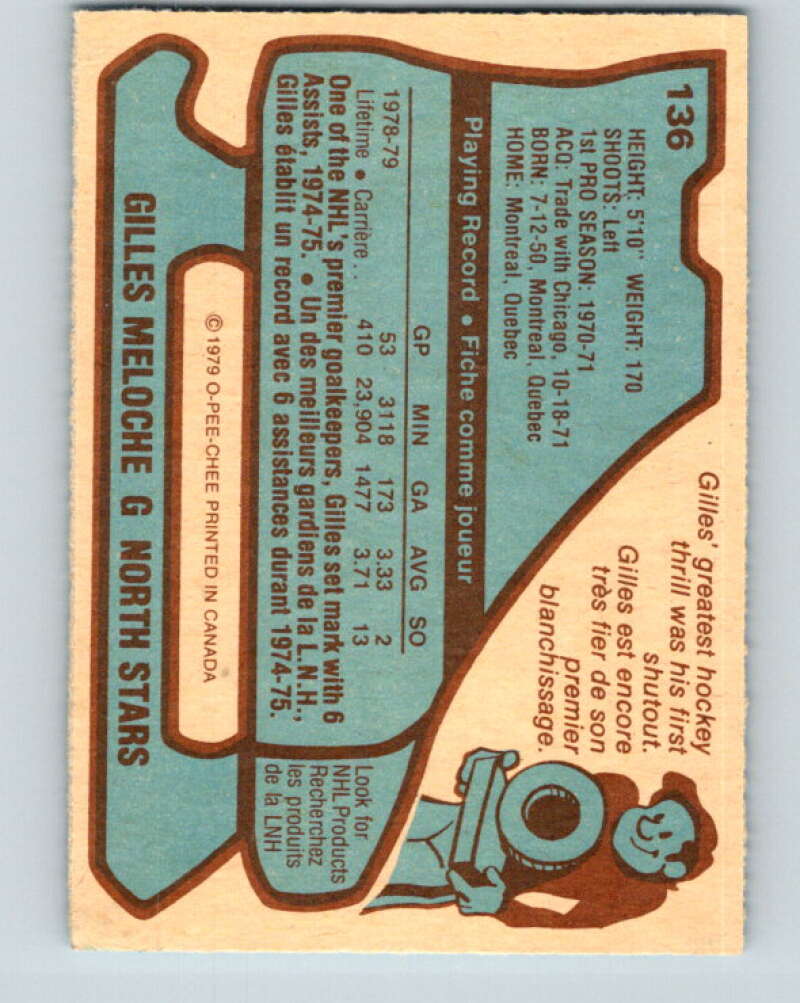 136
HEIGHT: 5'10" WEIGHT: 170
SHOOTS: Left
1st PRO SEASON: 1970-71
ACQ: Trade with Chicago, 10-18-71
BORN: 7-12-50, Montreal, Quebec
HOME: Montreal, Quebec
Gilles' greatest hockey
thrill was his first
shutout.
Gilles est encore
très fier de son
premier
blanchissage.
Playing Record • Fiche comme joueur
GP MIN GA AVG SO
1978-79 53 3118 173 3.33 2
Lifetime • Carrière . . 410 23,904 1477 3.71 13
One of the NHL's premier goalkeepers, Gilles set mark with 6
Assists, 1974-75. • Un des meilleurs gardiens de la L.N.H.,
Gilles établit un record avec 6 assistances durant 1974-75.
Look for
NHL Products
Recherchez
les produits
de la LNH
© 1979 O-PEE-CHEE PRINTED IN CANADA
GILLES MELOCHE G NORTH STARS